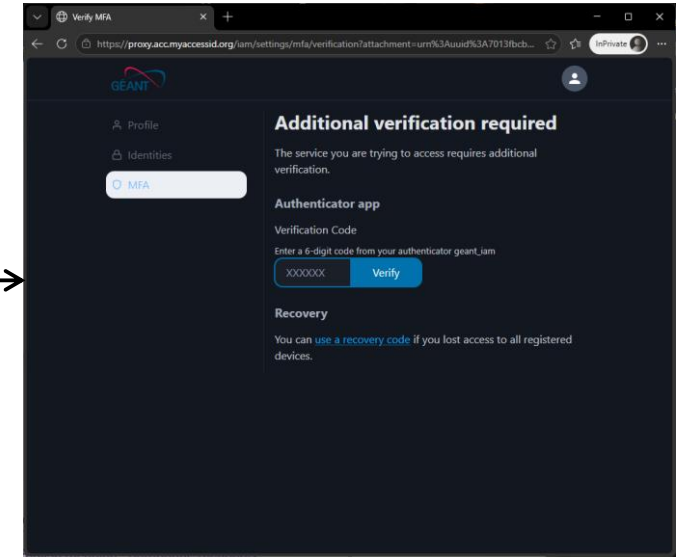 Verify MFA
https://proxy.acc.myaccessid.org/iam/settings/mfa/verification?attachment=urn%3Auuid%3A7013fbcb...
InPrivate
GÉANT
Profile
Identities
MFA
Additional verification required
The service you are trying to access requires additional
verification.
Authenticator app
Verification Code
Enter a 6-digit code from your authenticator geant_iam
XXXXXX
Verify
Recovery
You can use a recovery code if you lost access to all registered
devices.